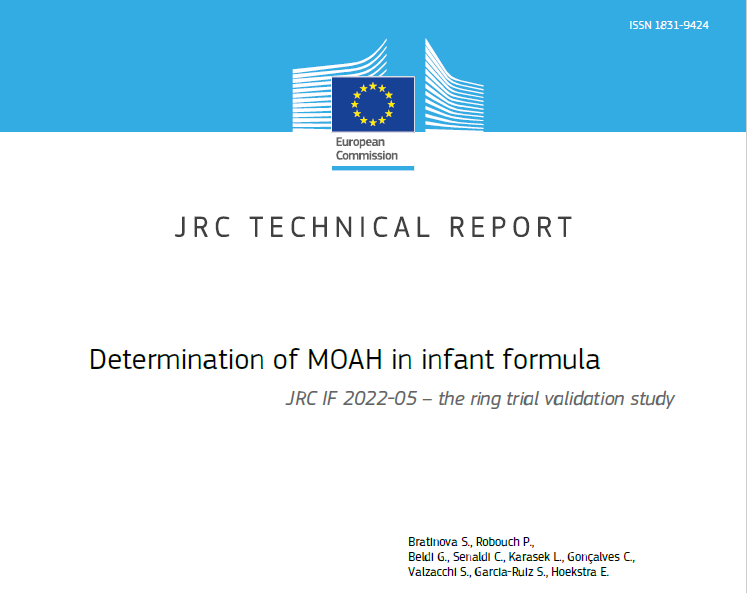 ISSN 1831-9424
European
Commission
JRC TECHNICAL REPORT
Determination of MOAH in infant formula
JRC IF 2022-05 – the ring trial validation study
Bratinova S., Robouch P.,
Beldi G., Senaldi C., Karasek L., Gonçalves C.,
Valzacchi S., Garcia-Ruiz S., Hoekstra E.